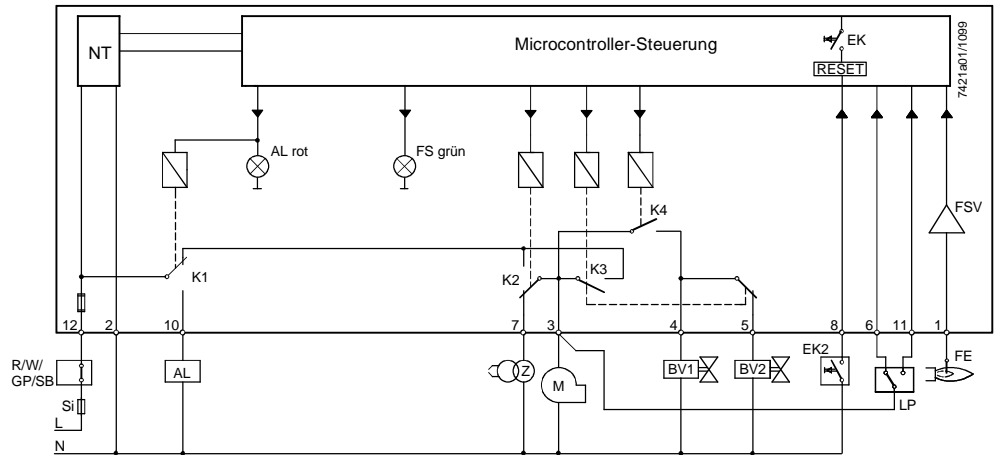 NT
Microcontroller-Steuerung
EK
RESET
7421a01/1099
AL rot
FS grün
FSV
K4
K1
K2
K3
12 2 10 7 3 4 5 8 6 11 1
R/W/
GP/SB
AL
Z
M
BV1
BV2
EK2
LP
FE
Si
L
N